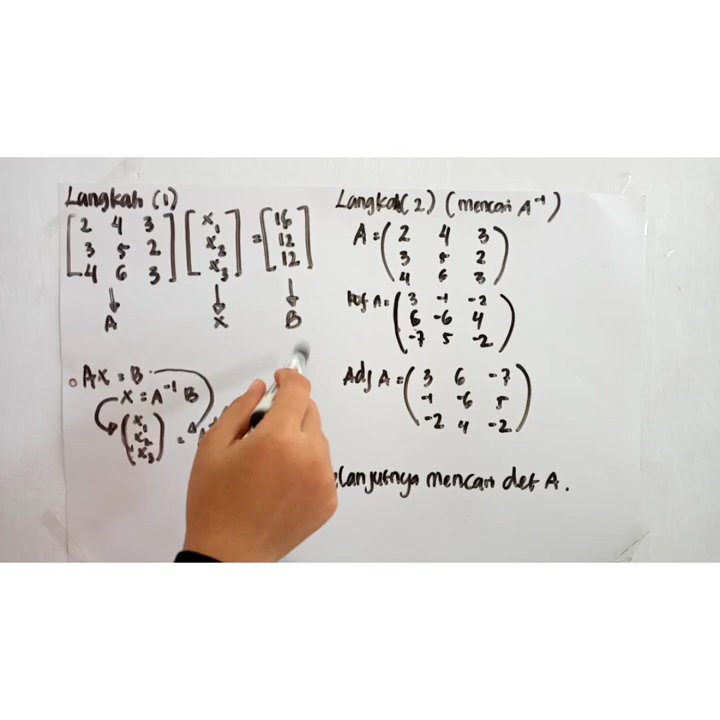 Langkah (1)
[2 4 3] [x₁] = [16]
[3 5 2] [x₂] [12]
[4 6 3] [x₃] [12]
↓ ↓ ↓
A X B
AX = B
X = A⁻¹ B
(x₁)
(x₂) =
(x₃)
Langkah (2) (mencari A⁻¹)
A = (2 4 3)
(3 5 2)
(4 6 3)
kof A = (3 -1 -2)
(6 -6 4)
(-7 5 -2)
Adj A = (3 6 -7)
(-1 -6 5)
(-2 4 -2)
elanjutnya mencari det A.